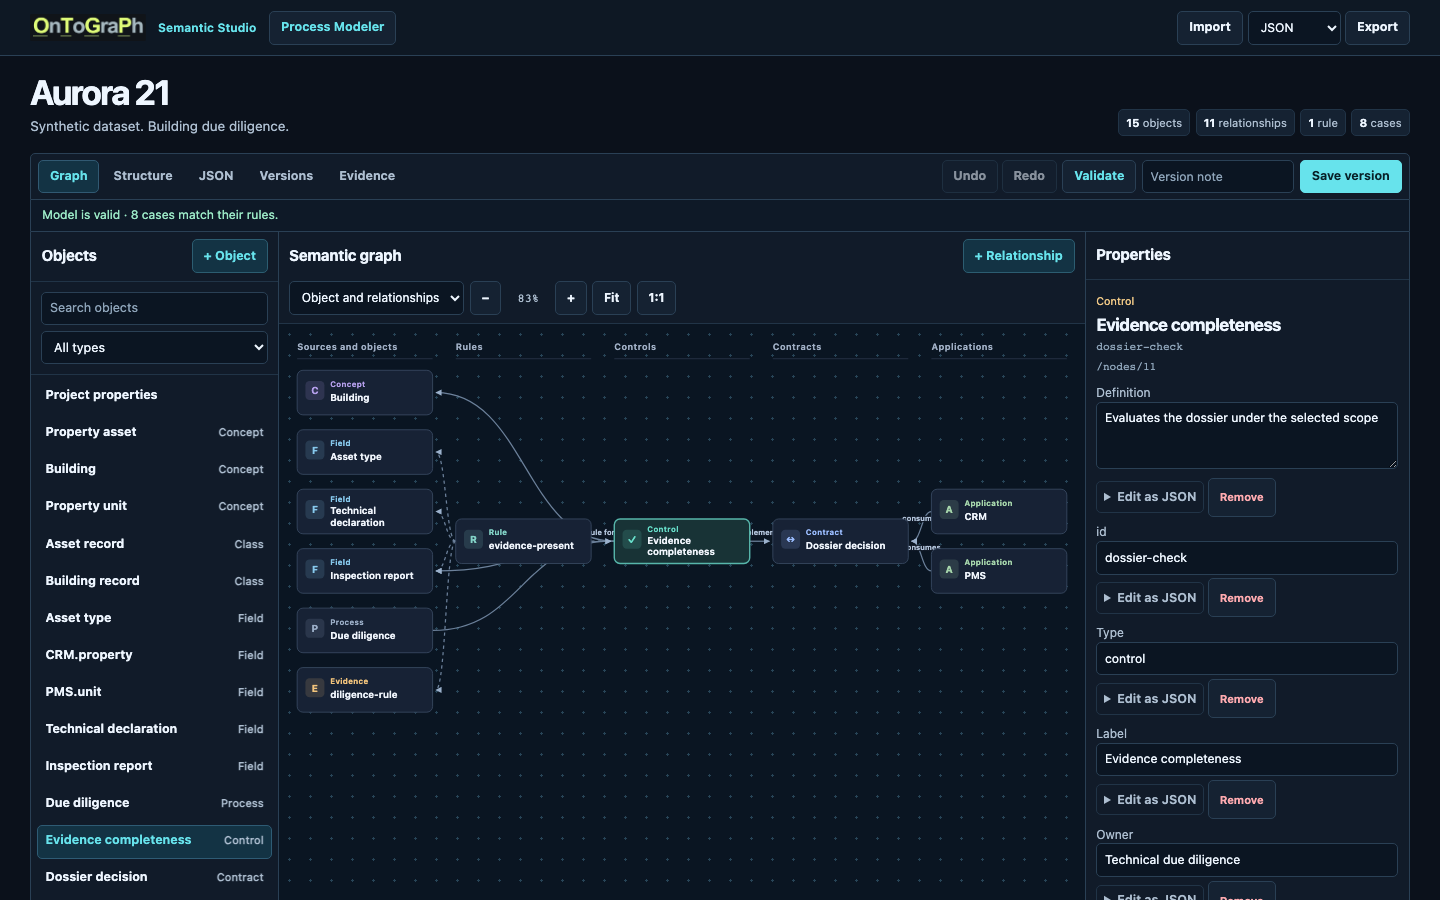 OnToGraPh
Semantic Studio
Process Modeler
Import
JSON
Export
Aurora 21
Synthetic dataset. Building due diligence.
15 objects
11 relationships
1 rule
8 cases
Graph
Structure
JSON
Versions
Evidence
Undo
Redo
Validate
Version note
Save version
Model is valid · 8 cases match their rules.
Objects
+ Object
Search objects
All types
Project properties
Property asset Concept
Building Concept
Property unit Concept
Asset record Class
Building record Class
Asset type Field
CRM.property Field
PMS.unit Field
Technical declaration Field
Inspection report Field
Due diligence Process
Evidence completeness Control
Dossier decision Contract
Semantic graph
+ Relationship
Object and relationships
−
83%
+
Fit
1:1
Sources and objects
Rules
Controls
Contracts
Applications
C
Concept
Building
F
Field
Asset type
F
Field
Technical
declaration
F
Field
Inspection report
P
Process
Due diligence
E
Evidence
diligence-rule
R
Rule
evidence-present
Control
Evidence
completeness
Contract
Dossier decision
A
Application
CRM
A
Application
PMS
Properties
Control
Evidence completeness
dossier-check
/nodes/11
Definition
Evaluates the dossier under the selected scope
Edit as JSON
Remove
id
dossier-check
Edit as JSON
Remove
Type
control
Edit as JSON
Remove
Label
Evidence completeness
Edit as JSON
Remove
Owner
Technical due diligence
Edit as JSON
Remove